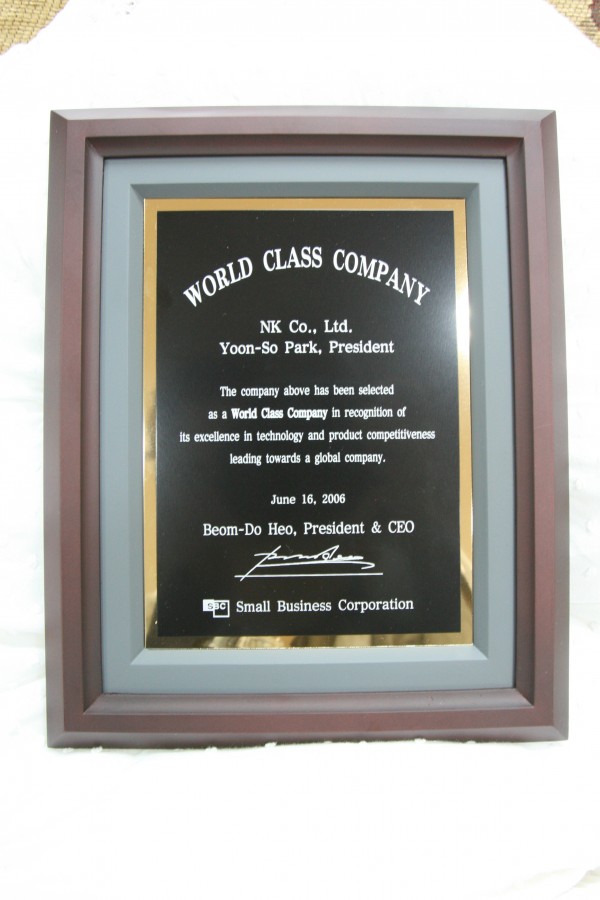 WORLD CLASS COMPANY
NK Co., Ltd.
Yoon-So Park, President
The company above has been selected
as a World Class Company in recognition of
its excellence in technology and product competitiveness
leading towards a global company.
June 16, 2006
Beom-Do Heo, President & CEO
SBC Small Business Corporation